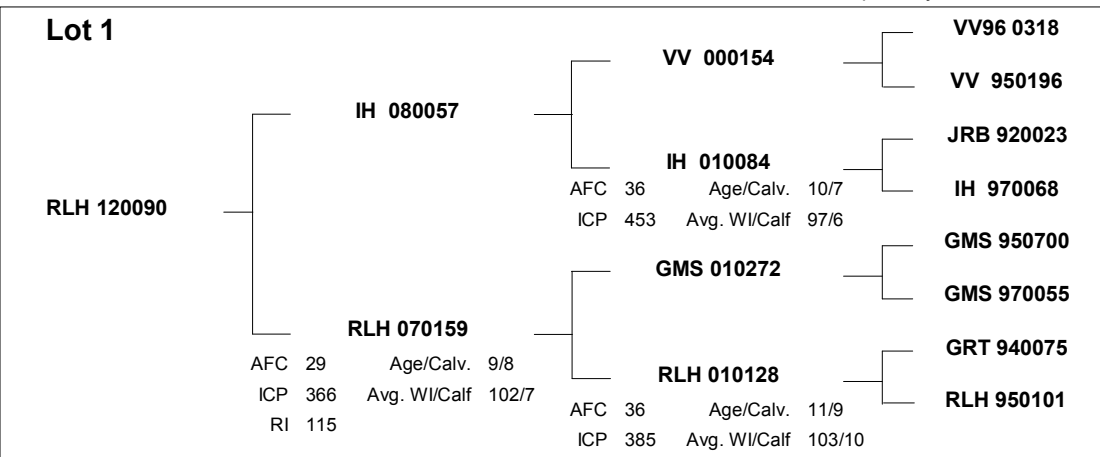 Lot 1
VV96 0318
VV 000154
VV 950196
IH 080057
JRB 920023
IH 010084
AFC 36 Age/Calv. 10/7
IH 970068
RLH 120090
ICP 453 Avg. WI/Calf 97/6
GMS 950700
GMS 010272
GMS 970055
RLH 070159
GRT 940075
AFC 29 Age/Calv. 9/8
RLH 010128
ICP 366 Avg. WI/Calf 102/7
RLH 950101
AFC 36 Age/Calv. 11/9
RI 115
ICP 385 Avg. WI/Calf 103/10